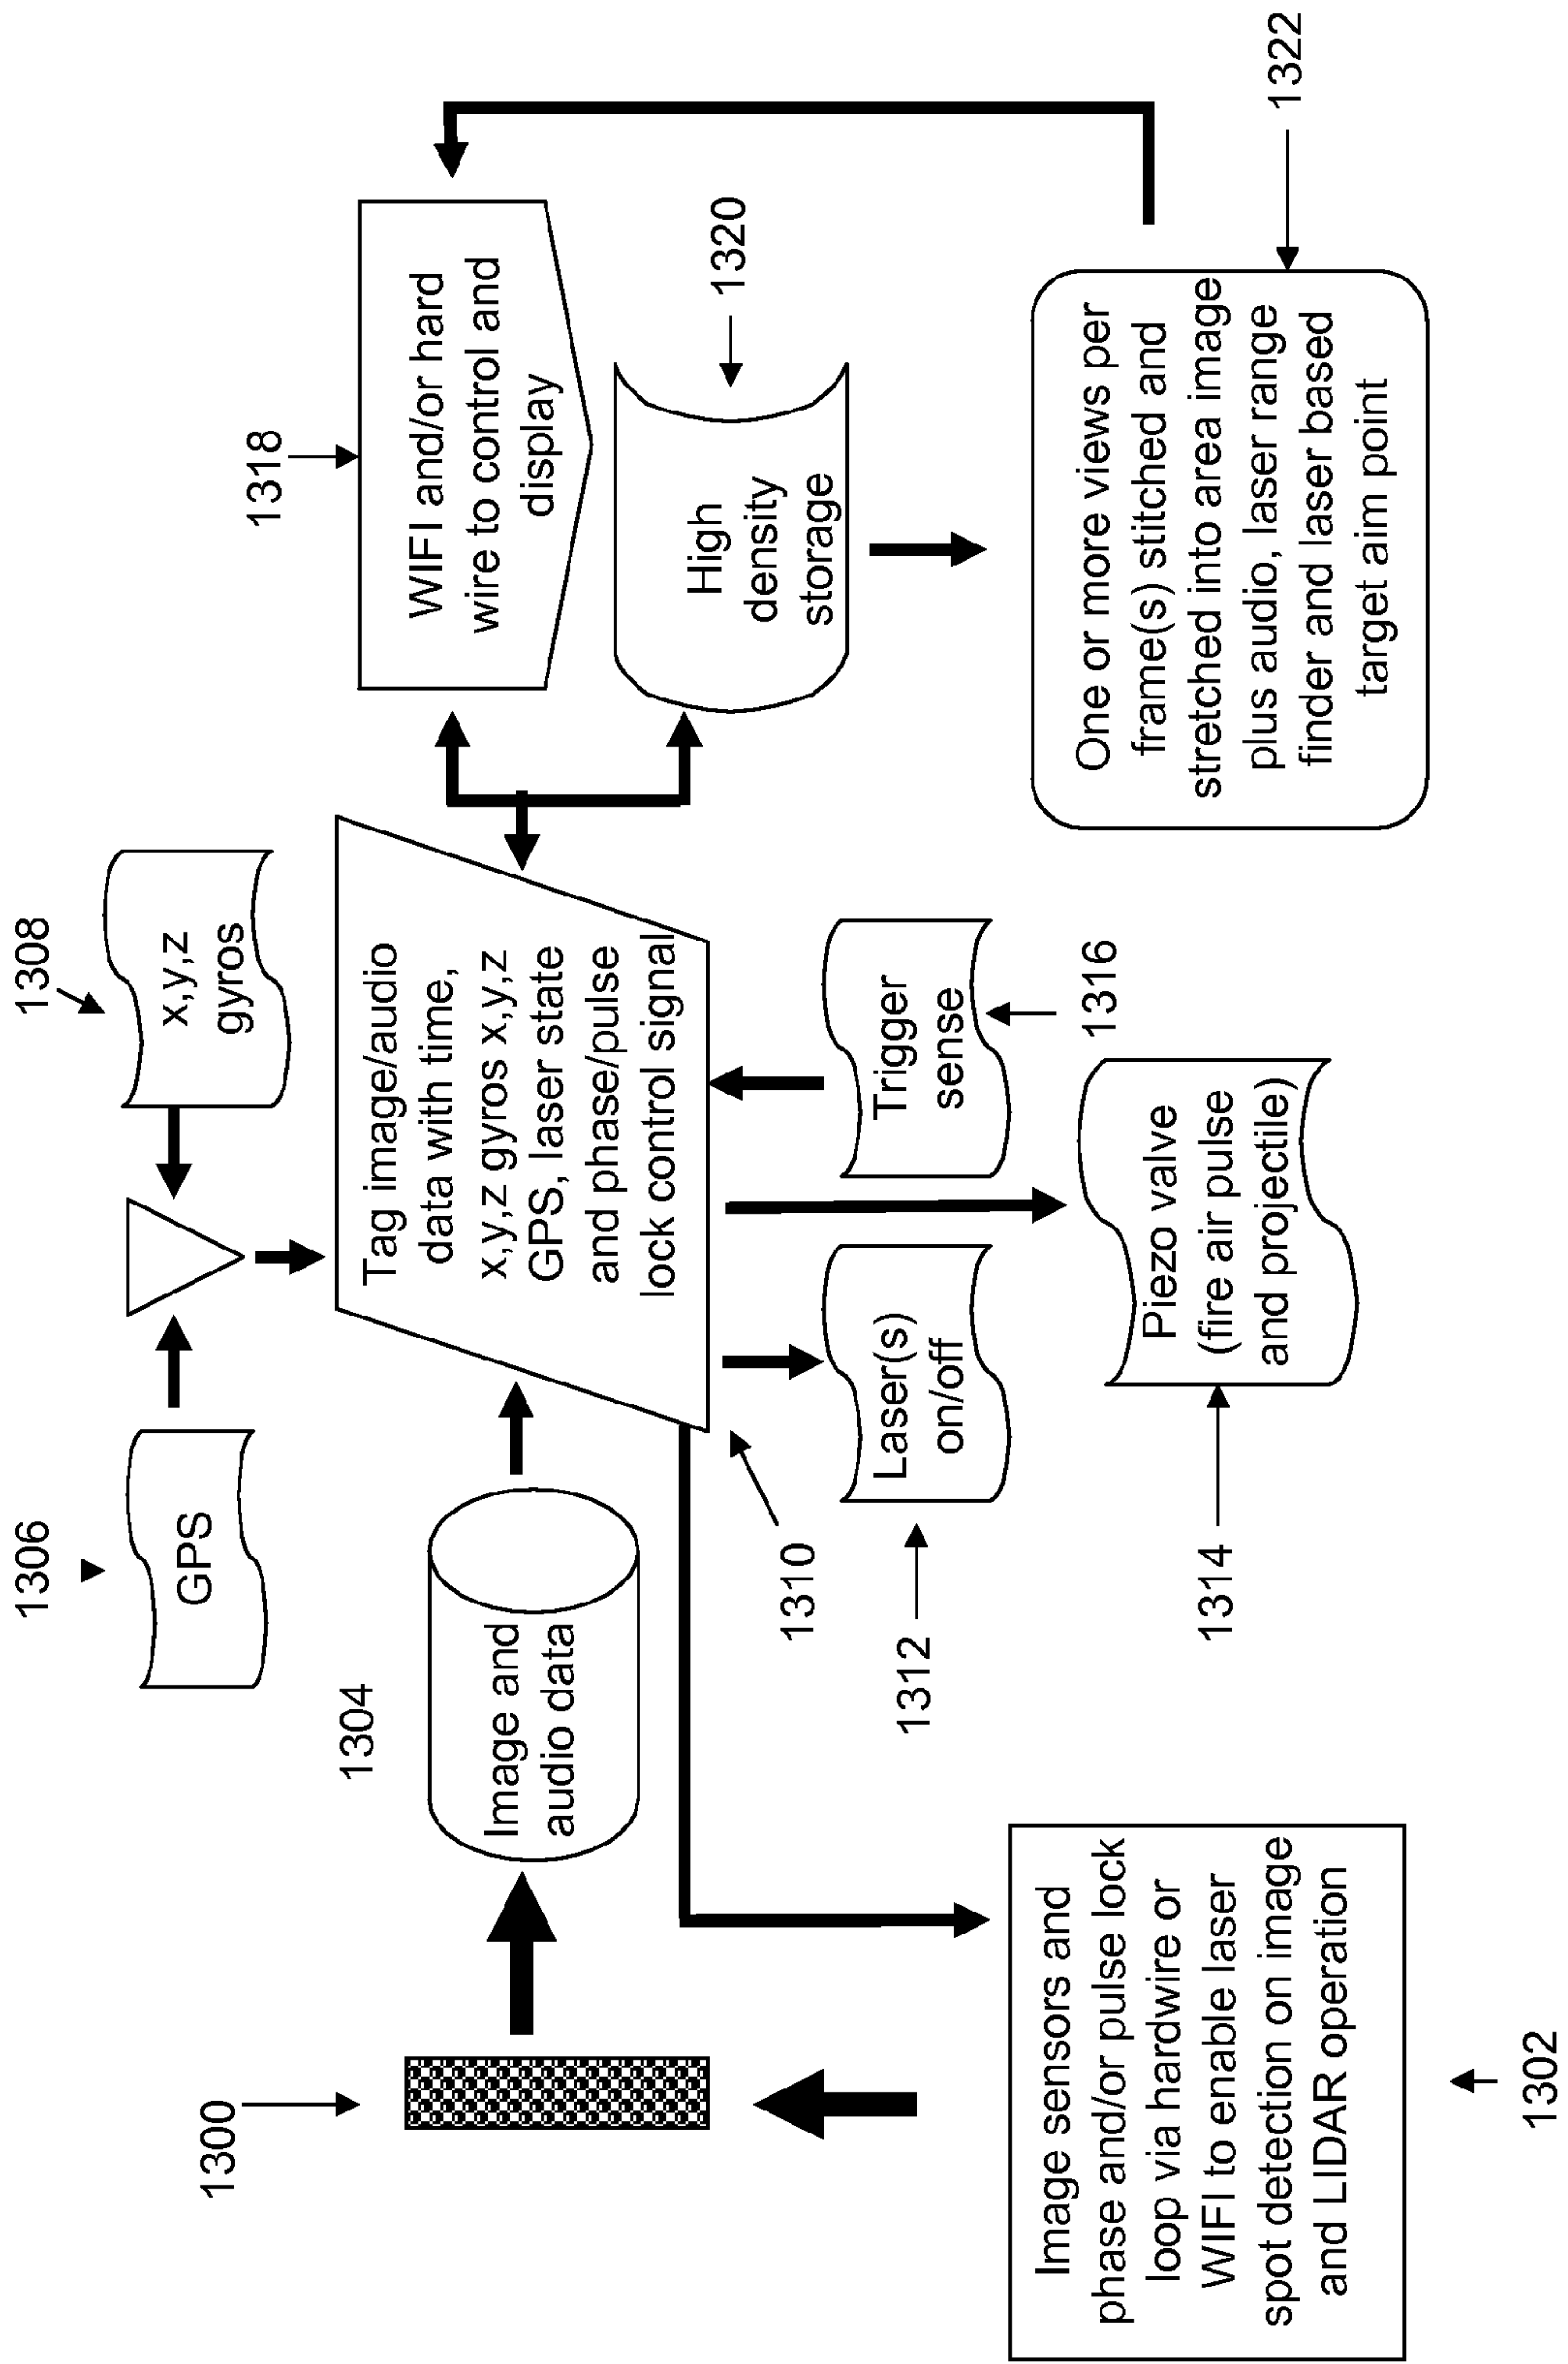 1300
1302
Image sensors and
phase and/or pulse lock
loop via hardwire or
WIFI to enable laser
spot detection on image
and LIDAR operation
1304
Image and
audio data
1306
GPS
1308
x,y,z
gyros
Tag image/audio
data with time,
x,y,z gyros x,y,z
GPS, laser state
and phase/pulse
lock control signal
1310
Laser(s)
on/off
1312
Piezo valve
(fire air pulse
and projectile)
1314
Trigger
sense
1316
1318
WIFI and/or hard
wire to control and
display
High
density
storage
1320
One or more views per
frame(s) stitched and
stretched into area image
plus audio, laser range
finder and laser based
target aim point
1322